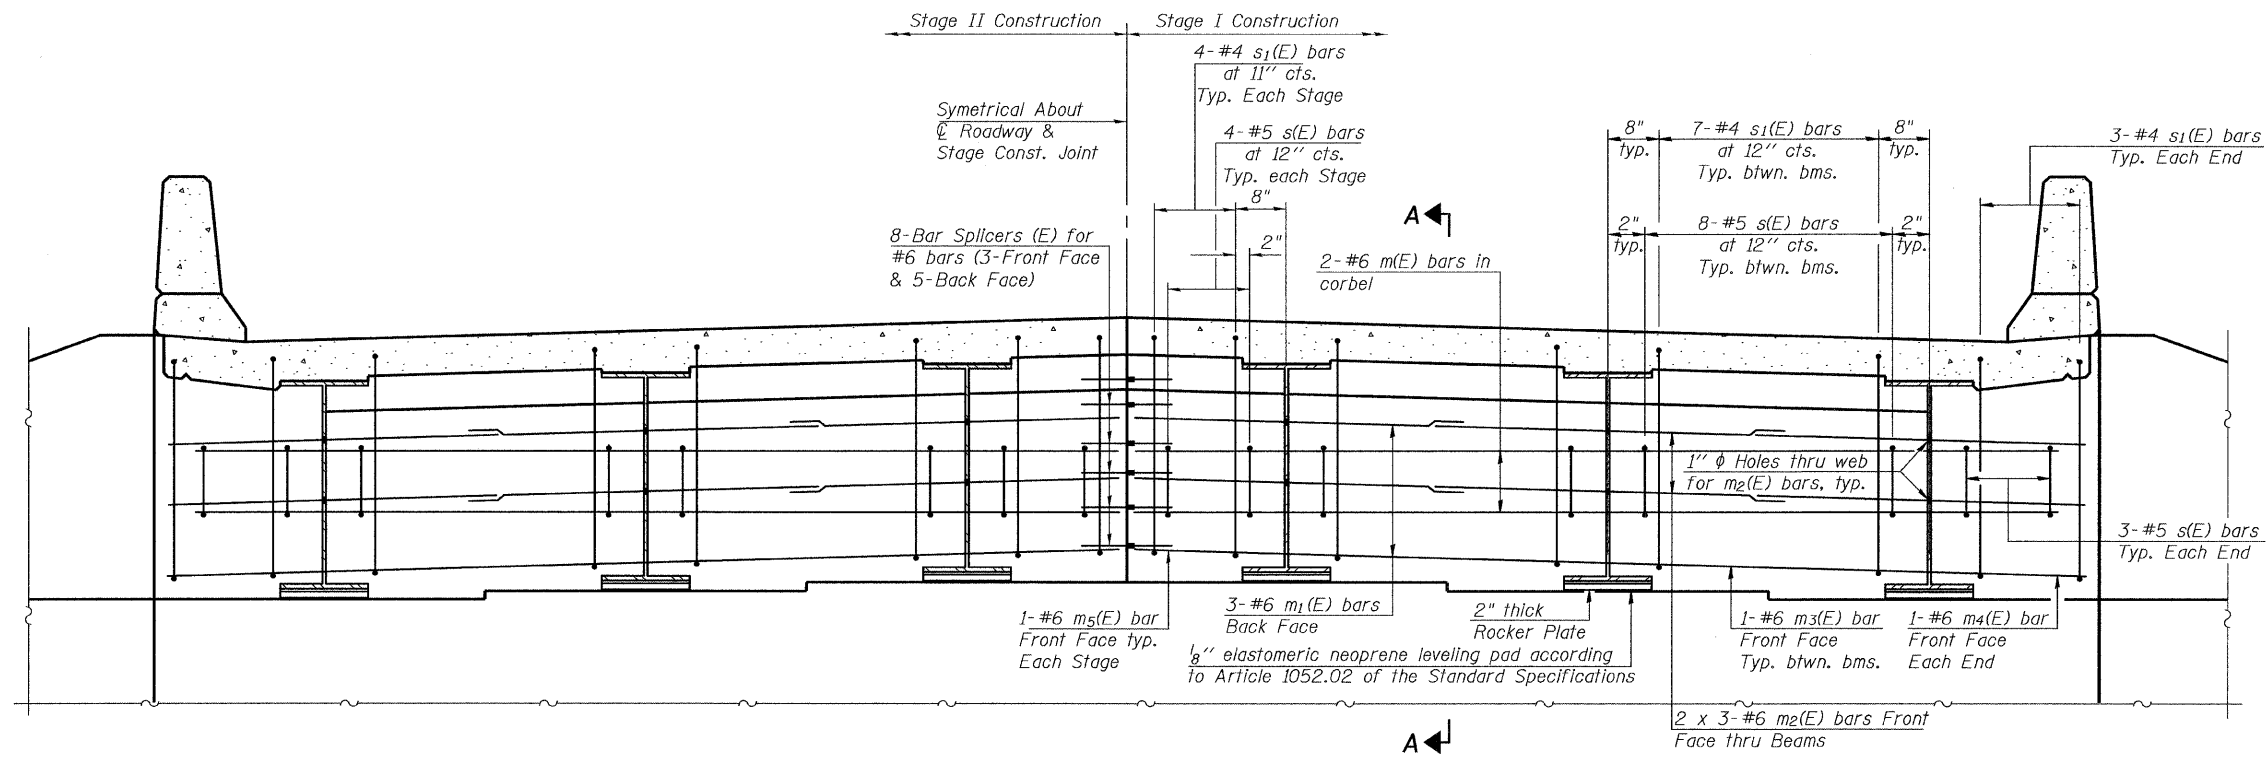 Stage II Construction
Stage I Construction
4-#4 s1(E) bars
at 11" cts.
Typ. Each Stage
Symetrical About
℄ Roadway &
Stage Const. Joint
4-#5 s(E) bars
at 12" cts.
Typ. each Stage
8"
2"
8"
typ.
7-#4 s1(E) bars
at 12" cts.
Typ. btwn. bms.
8"
typ.
3-#4 s1(E) bars
Typ. Each End
A
2"
typ.
8-#5 s(E) bars
at 12" cts.
Typ. btwn. bms.
2"
typ.
8-Bar Splicers (E) for
#6 bars (3-Front Face
& 5-Back Face)
2-#6 m(E) bars in
corbel
1" ϕ Holes thru web
for m2(E) bars, typ.
3-#5 s(E) bars
Typ. Each End
1-#6 m5(E) bar
Front Face typ.
Each Stage
3-#6 m1(E) bars
Back Face
2" thick
Rocker Plate
1-#6 m3(E) bar
Front Face
Typ. btwn. bms.
1-#6 m4(E) bar
Front Face
Each End
1/8" elastomeric neoprene leveling pad according
to Article 1052.02 of the Standard Specifications
2 x 3-#6 m2(E) bars Front
Face thru Beams
A